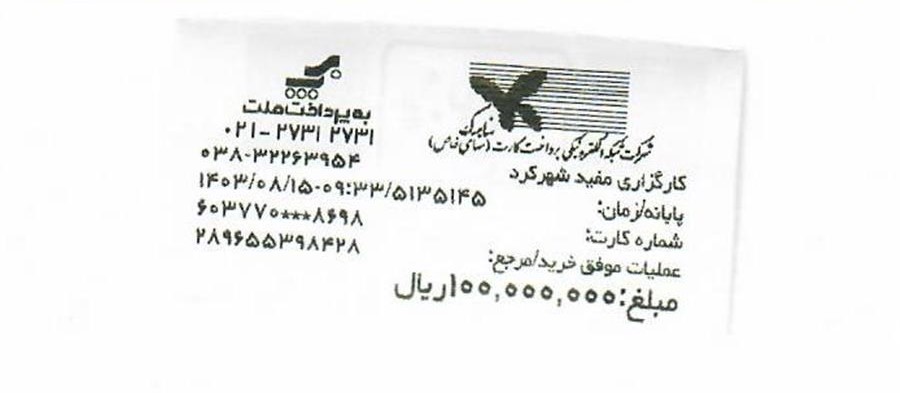 به پرداخت ملت
۰۲۱-۲۷۳۱ ۲۷۳۱
شرکت شبکه الکترونیکی پرداخت کارت (سهامی خاص)
کارگزاری مفید شهرکرد ۰۳۸-۳۲۲۶۳۹۵۴
پایانه/زمان: ۱۴۰۳/۰۸/۱۵-۰۹:۳۳/۵۱۳۵۱۴۵
شماره کارت: ۶۰۳۷۷۰***۸۶۹۸
عملیات موفق خرید/مرجع: ۲۸۹۶۵۵۳۹۸۴۲۸
مبلغ:۱۰۰,۰۰۰,۰۰۰ریال